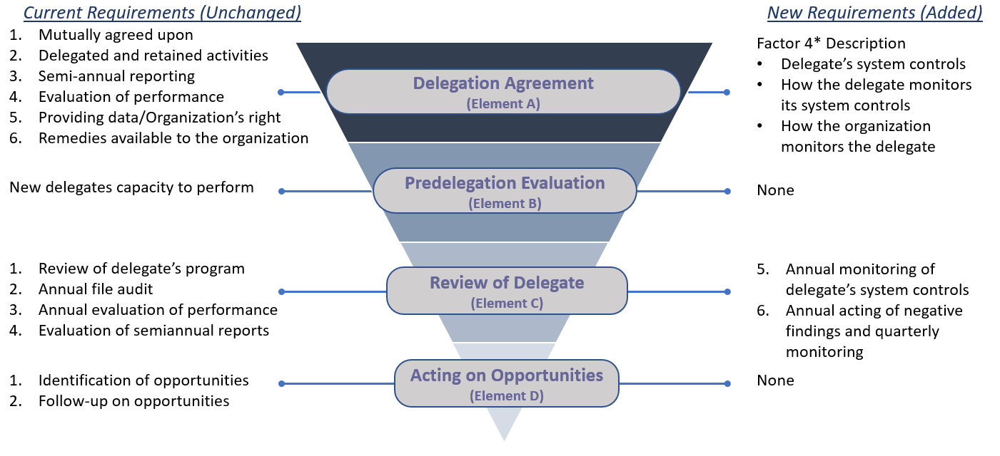 Current Requirements (Unchanged)
1. Mutually agreed upon
2. Delegated and retained activities
3. Semi-annual reporting
4. Evaluation of performance
5. Providing data/Organization's right
6. Remedies available to the organization
Delegation Agreement
(Element A)
New Requirements (Added)
Factor 4* Description
• Delegate's system controls
• How the delegate monitors
its system controls
• How the organization
monitors the delegate
New delegates capacity to perform
Predelegation Evaluation
(Element B)
None
1. Review of delegate's program
2. Annual file audit
3. Annual evaluation of performance
4. Evaluation of semiannual reports
Review of Delegate
(Element C)
5. Annual monitoring of
delegate's system controls
6. Annual acting of negative
findings and quarterly
monitoring
1. Identification of opportunities
2. Follow-up on opportunities
Acting on Opportunities
(Element D)
None